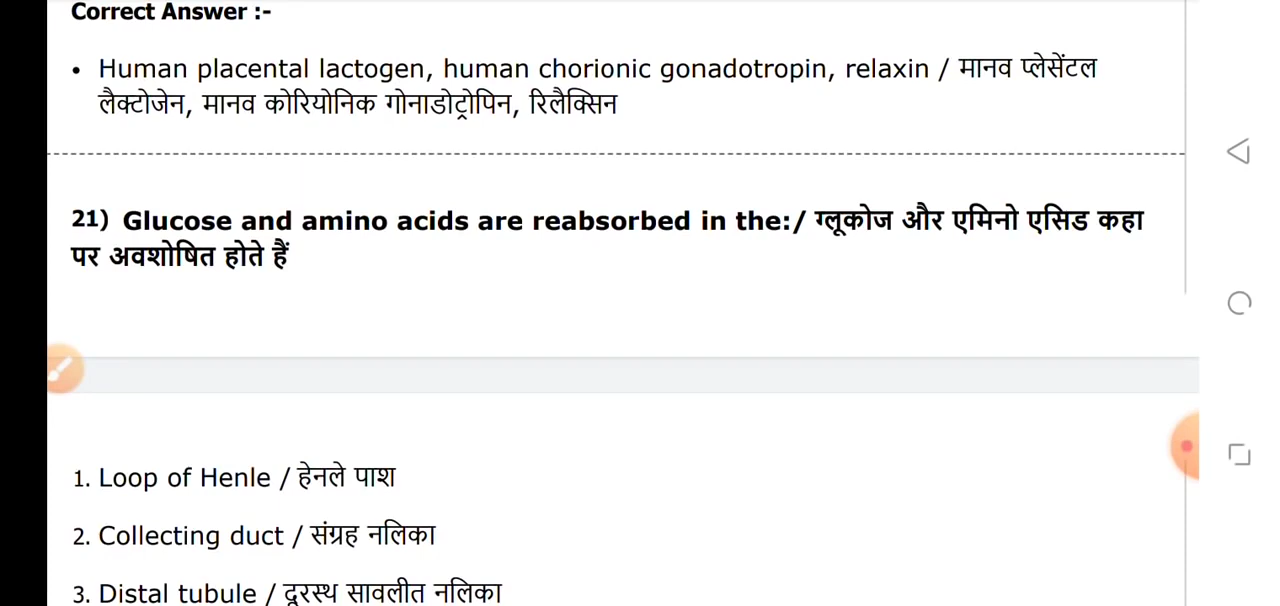 Correct Answer :-
• Human placental lactogen, human chorionic gonadotropin, relaxin / मानव प्लेसेंटल
लैक्टोजेन, मानव कोरियोनिक गोनाडोट्रोपिन, रिलैक्सिन
21) Glucose and amino acids are reabsorbed in the:/ ग्लूकोज और एमिनो एसिड कहा
पर अवशोषित होते हैं
1. Loop of Henle / हेनले पाश
2. Collecting duct / संग्रह नलिका
3. Distal tubule / दूरस्थ सावलीत नलिका